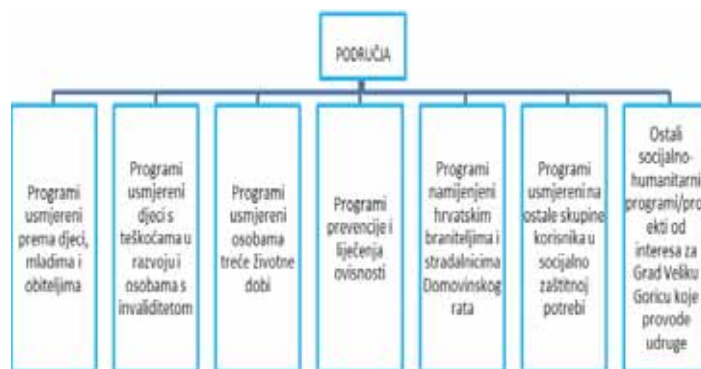 PODRUČJA
Programi
usmjereni
prema djeci,
mladima i
obiteljima
Programi
usmjereni
djeci s
teškoćama u
razvoju i
osobama s
invaliditetom
Programi
usmjereni
osobama
treće životne
dobi
Programi
prevencije i
liječenja
ovisnosti
Programi
namijenjeni
hrvatskim
braniteljima i
stradalnicima
Domovinskog
rata
Programi
usmjereni na
ostale skupine
korisnika u
socijalno
zaštitnoj
potrebi
Ostali
socijalno-
humanitarni
programi/pro
ekti od
interesa za
Grad Veliku
Goricu koje
provode
udruge